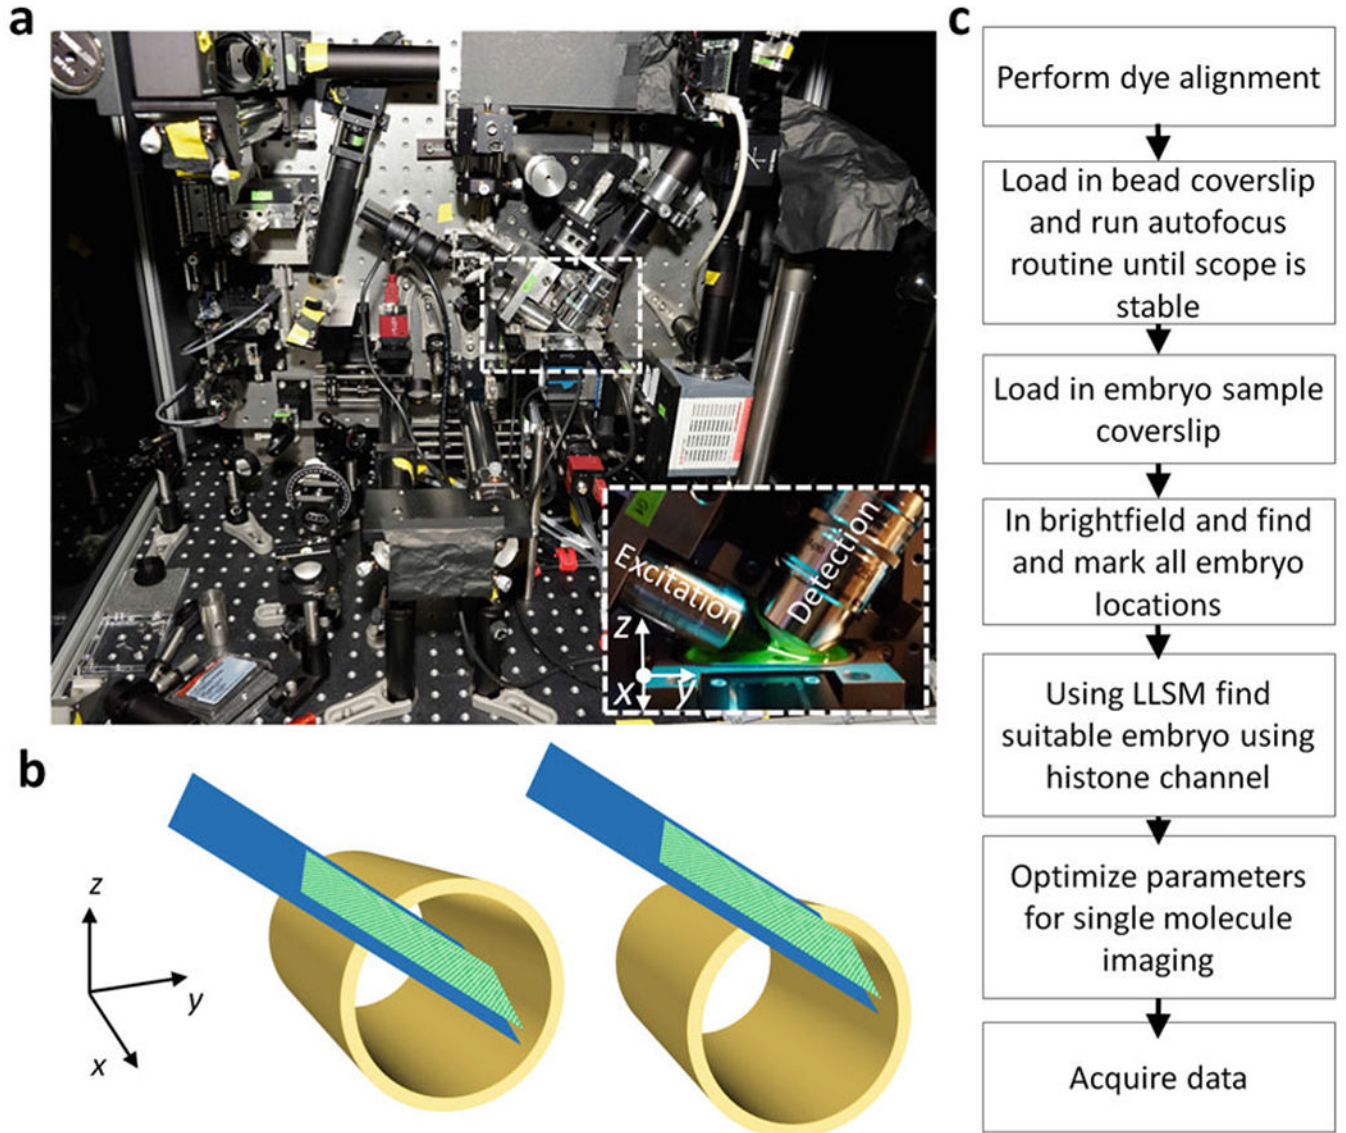 a
Excitation
Detection
z
x
y
b
z
y
x
c
Perform dye alignment
Load in bead coverslip
and run autofocus
routine until scope is
stable
Load in embryo sample
coverslip
In brightfield and find
and mark all embryo
locations
Using LLSM find
suitable embryo using
histone channel
Optimize parameters
for single molecule
imaging
Acquire data